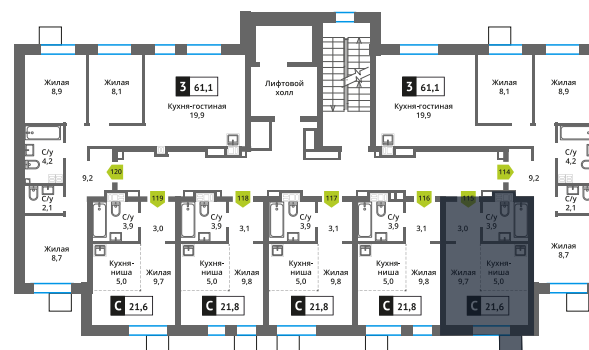 Жилая
8,9
Жилая
8,1
3 61,1
Кухня-гостиная
19,9
Лифтовой
холл
3 61,1
Кухня-гостиная
19,9
Жилая
8,1
Жилая
8,9
С/у
4,2
9,2
120
114
9,2
С/у
4,2
С/у
2,1
119
118
117
116
115
С/у
2,1
С/у
3,9
3,0
С/у
3,9
3,1
С/у
3,9
3,1
С/у
3,9
3,1
3,0
С/у
3,9
Жилая
8,7
Кухня-
ниша
5,0
Жилая
9,7
Кухня-
ниша
5,0
Жилая
9,8
Кухня-
ниша
5,0
Жилая
9,8
Кухня-
ниша
5,0
Жилая
9,8
Жилая
9,7
Кухня-
ниша
5,0
Жилая
8,7
С 21,6
С 21,8
С 21,8
С 21,8
С 21,6